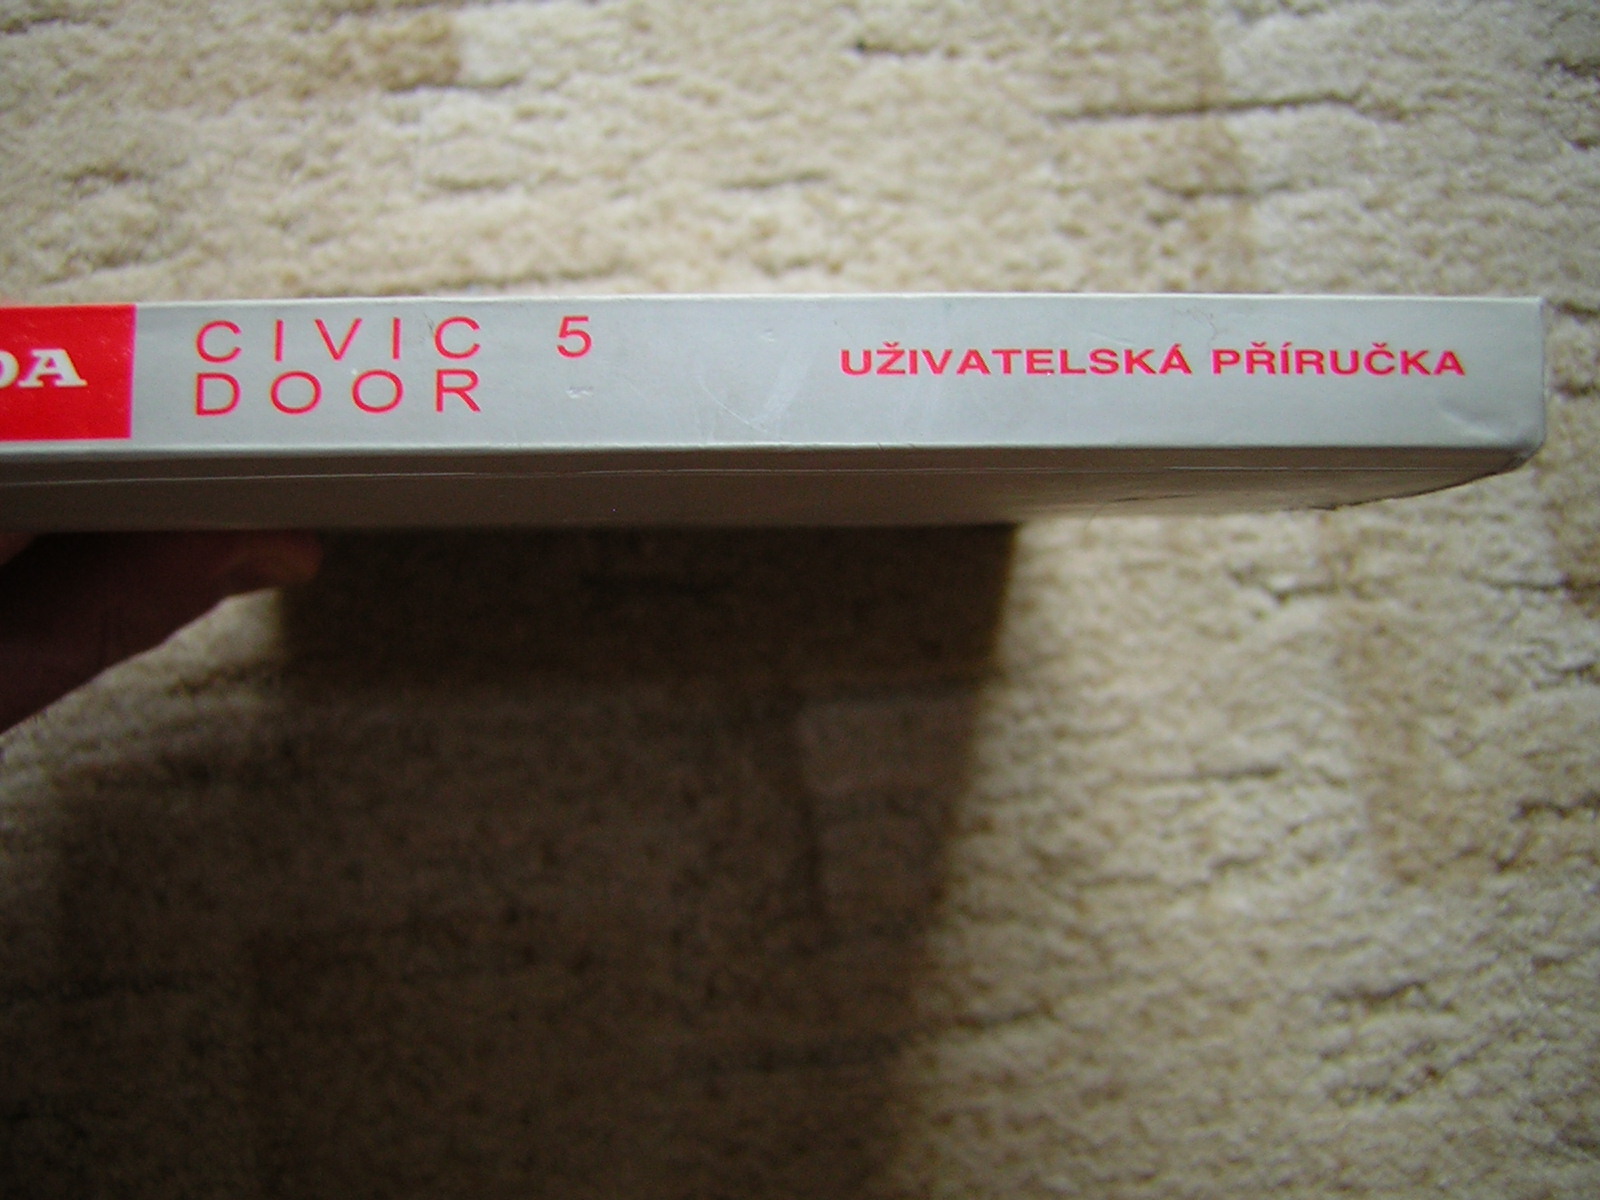 DA
CIVIC 5
DOOR
UŽIVATELSKÁ PŘÍRUČKA